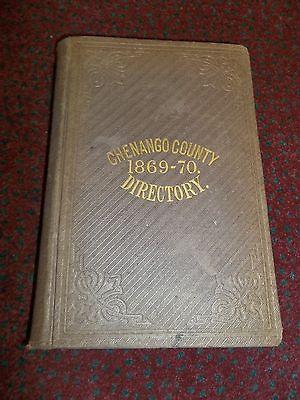 CHENANGO COUNTY
1869-70.
DIRECTORY.